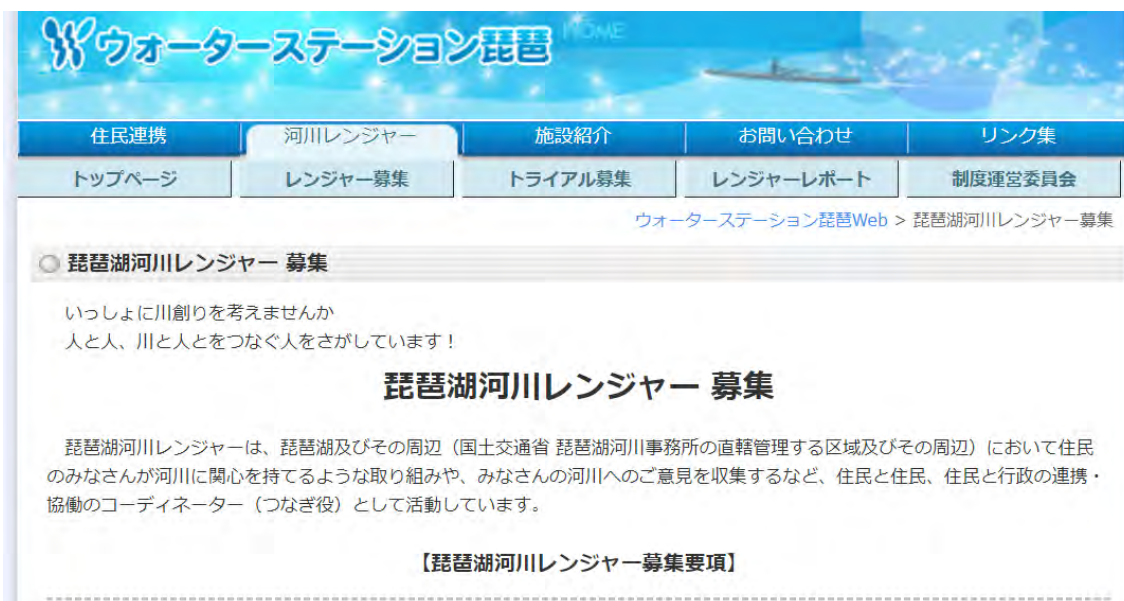 ウォーターステーション琵琶 HOME
住民連携 河川レンジャー 施設紹介 お問い合わせ リンク集
トップページ レンジャー募集 トライアル募集 レンジャーレポート 制度運営委員会
ウォーターステーション琵琶Web > 琵琶湖河川レンジャー募集
琵琶湖河川レンジャー 募集
いっしょに川創りを考えませんか
人と人、川と人とをつなぐ人をさがしています！
琵琶湖河川レンジャー 募集
琵琶湖河川レンジャーは、琵琶湖及びその周辺（国土交通省 琵琶湖河川事務所の直轄管理する区域及びその周辺）において住民
のみなさんが河川に関心を持てるような取り組みや、みなさんの河川へのご意見を収集するなど、住民と住民、住民と行政の連携・
協働のコーディネーター（つなぎ役）として活動しています。
【琵琶湖河川レンジャー募集要項】